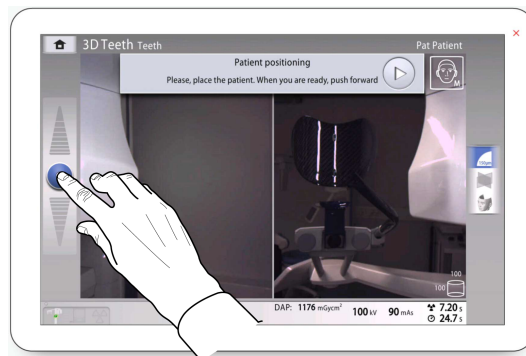 3D Teeth Teeth
Pat Patient
Patient positioning
Please, place the patient. When you are ready, push forward
M
100µm
100
100
DAP: 1176 mGycm²
100 kV
90 mAs
7.20 s
24.7 s